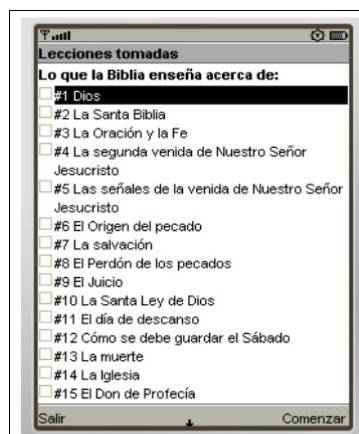 Lecciones tomadas
Lo que la Biblia enseña acerca de:
#1 Dios
#2 La Santa Biblia
#3 La Oración y la Fe
#4 La segunda venida de Nuestro Señor
Jesucristo
#5 Las señales de la venida de Nuestro Señor
Jesucristo
#6 El Origen del pecado
#7 La salvación
#8 El Perdón de los pecados
#9 El Juicio
#10 La Santa Ley de Dios
#11 El día de descanso
#12 Cómo se debe guardar el Sábado
#13 La muerte
#14 La Iglesia
#15 El Don de Profecía
Salir Comenzar